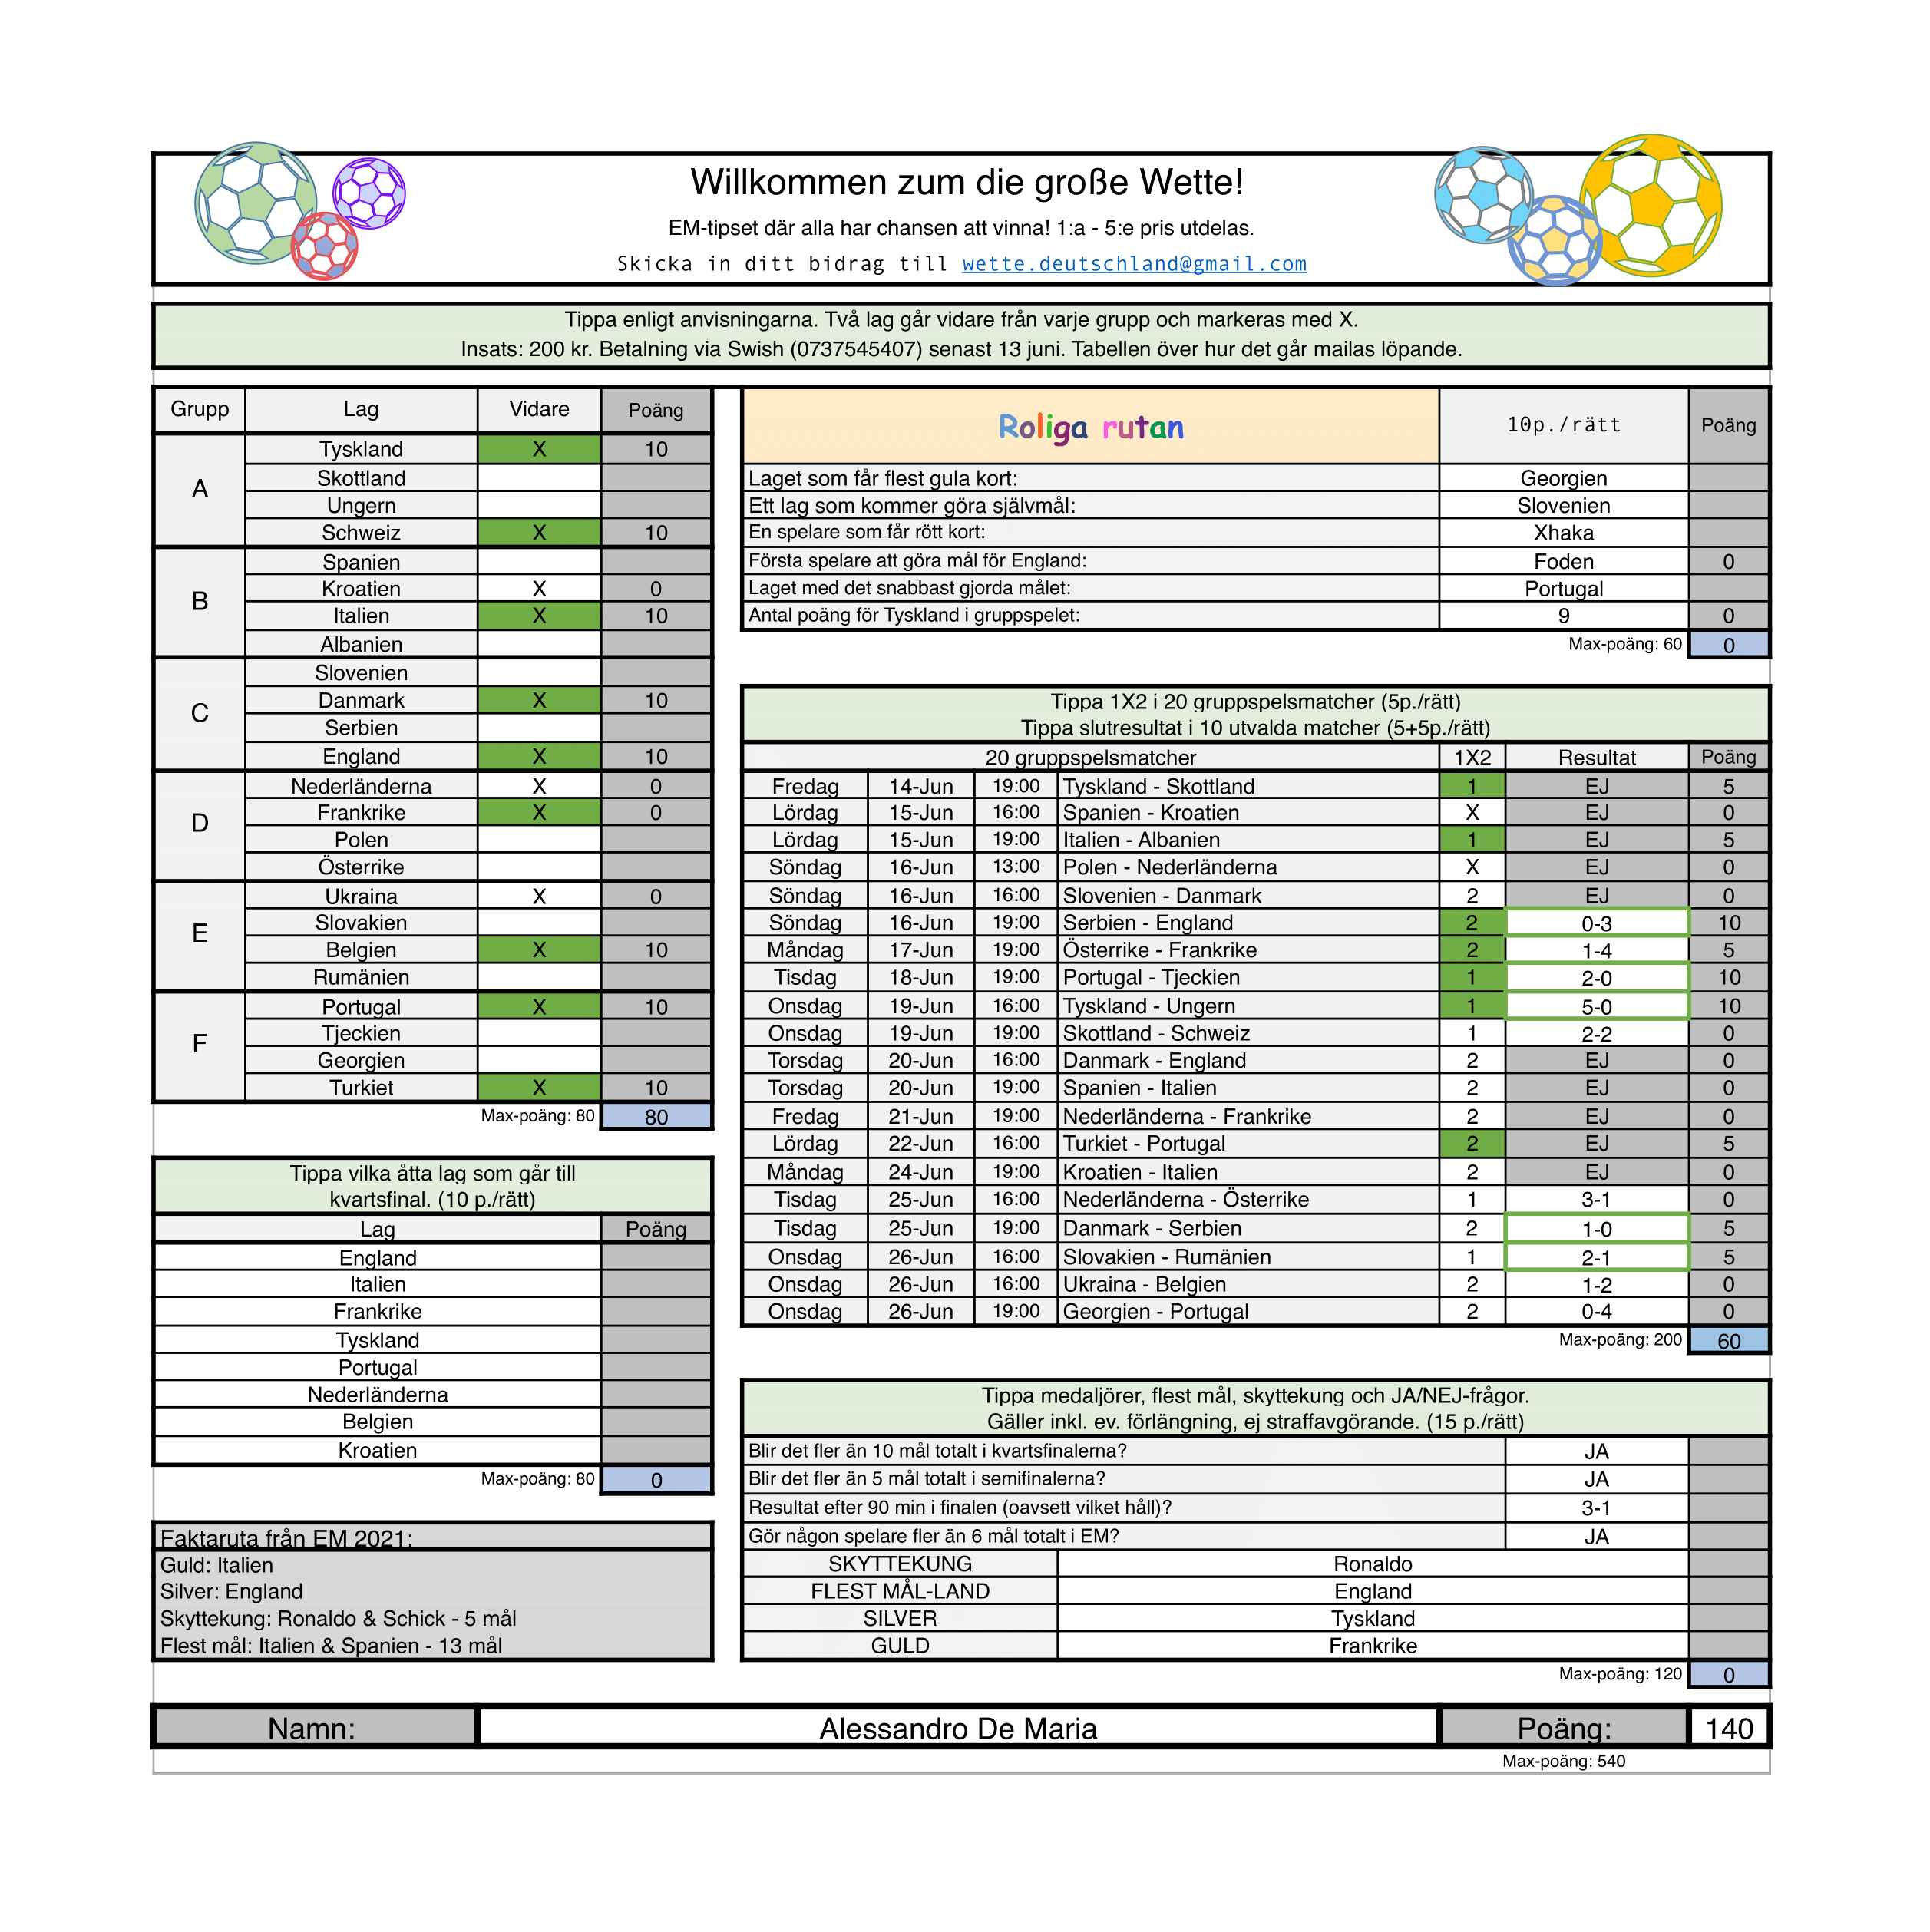 Willkommen zum die große Wette!
EM-tipset där alla har chansen att vinna! 1:a - 5:e pris utdelas.
Skicka in ditt bidrag till wette.deutschland@gmail.com
Tippa enligt anvisningarna. Två lag går vidare från varje grupp och markeras med X.
Insats: 200 kr. Betalning via Swish (0737545407) senast 13 juni. Tabellen över hur det går mailas löpande.
Grupp Lag Vidare Poäng
A
Tyskland X 10
Skottland
Ungern
Schweiz X 10
B
Spanien
Kroatien X 0
Italien X 10
Albanien
C
Slovenien
Danmark X 10
Serbien
England X 10
D
Nederländerna X 0
Frankrike X 0
Polen
Österrike
E
Ukraina X 0
Slovakien
Belgien X 10
Rumänien
F
Portugal X 10
Tjeckien
Georgien
Turkiet X 10
Max-poäng: 80 80
Tippa vilka åtta lag som går till
kvartsfinal. (10 p./rätt)
Lag Poäng
England
Italien
Frankrike
Tyskland
Portugal
Nederländerna
Belgien
Kroatien
Max-poäng: 80 0
Faktaruta från EM 2021:
Guld: Italien
Silver: England
Skyttekung: Ronaldo & Schick - 5 mål
Flest mål: Italien & Spanien - 13 mål
Roliga rutan 10p./rätt Poäng
Laget som får flest gula kort: Georgien
Ett lag som kommer göra självmål: Slovenien
En spelare som får rött kort: Xhaka
Första spelare att göra mål för England: Foden 0
Laget med det snabbast gjorda målet: Portugal
Antal poäng för Tyskland i gruppspelet: 9 0
Max-poäng: 60 0
Tippa 1X2 i 20 gruppspelsmatcher (5p./rätt)
Tippa slutresultat i 10 utvalda matcher (5+5p./rätt)
20 gruppspelsmatcher 1X2 Resultat Poäng
Fredag 14-Jun 19:00 Tyskland - Skottland 1 EJ 5
Lördag 15-Jun 16:00 Spanien - Kroatien X EJ 0
Lördag 15-Jun 19:00 Italien - Albanien 1 EJ 5
Söndag 16-Jun 13:00 Polen - Nederländerna X EJ 0
Söndag 16-Jun 16:00 Slovenien - Danmark 2 EJ 0
Söndag 16-Jun 19:00 Serbien - England 2 0-3 10
Måndag 17-Jun 19:00 Österrike - Frankrike 2 1-4 5
Tisdag 18-Jun 19:00 Portugal - Tjeckien 1 2-0 10
Onsdag 19-Jun 16:00 Tyskland - Ungern 1 5-0 10
Onsdag 19-Jun 19:00 Skottland - Schweiz 1 2-2 0
Torsdag 20-Jun 16:00 Danmark - England 2 EJ 0
Torsdag 20-Jun 19:00 Spanien - Italien 2 EJ 0
Fredag 21-Jun 19:00 Nederländerna - Frankrike 2 EJ 0
Lördag 22-Jun 16:00 Turkiet - Portugal 2 EJ 5
Måndag 24-Jun 19:00 Kroatien - Italien 2 EJ 0
Tisdag 25-Jun 16:00 Nederländerna - Österrike 1 3-1 0
Tisdag 25-Jun 19:00 Danmark - Serbien 2 1-0 5
Onsdag 26-Jun 16:00 Slovakien - Rumänien 1 2-1 5
Onsdag 26-Jun 16:00 Ukraina - Belgien 2 1-2 0
Onsdag 26-Jun 19:00 Georgien - Portugal 2 0-4 0
Max-poäng: 200 60
Tippa medaljörer, flest mål, skyttekung och JA/NEJ-frågor.
Gäller inkl. ev. förlängning, ej straffavgörande. (15 p./rätt)
Blir det fler än 10 mål totalt i kvartsfinalerna? JA
Blir det fler än 5 mål totalt i semifinalerna? JA
Resultat efter 90 min i finalen (oavsett vilket håll)? 3-1
Gör någon spelare fler än 6 mål totalt i EM? JA
SKYTTEKUNG Ronaldo
FLEST MÅL-LAND England
SILVER Tyskland
GULD Frankrike
Max-poäng: 120 0
Namn: Alessandro De Maria Poäng: 140
Max-poäng: 540